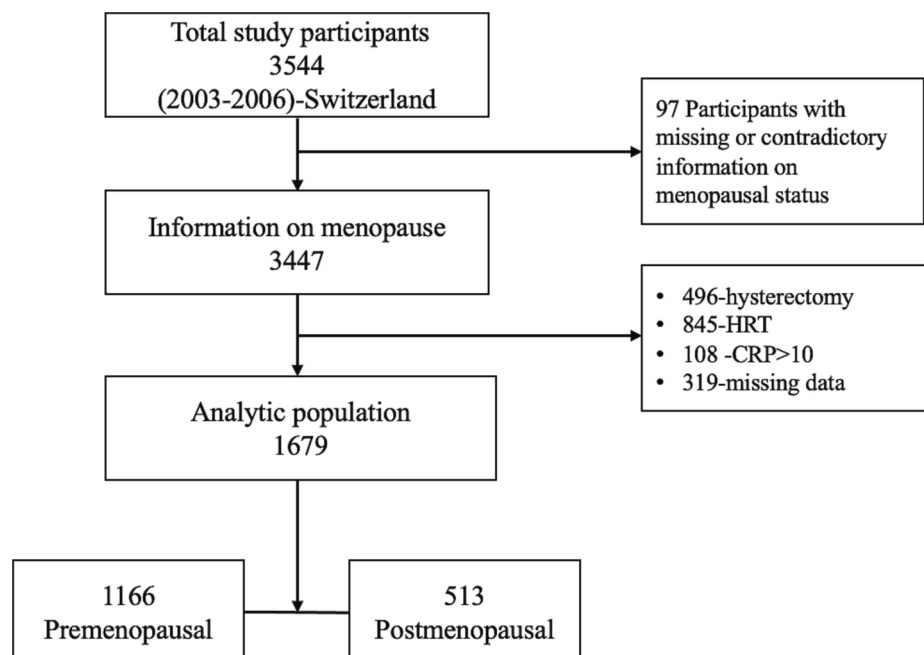 Total study participants
3544
(2003-2006)-Switzerland
97 Participants with
missing or contradictory
information on
menopausal status
Information on menopause
3447
• 496-hysterectomy
• 845-HRT
• 108 -CRP>10
• 319-missing data
Analytic population
1679
1166
Premenopausal
513
Postmenopausal